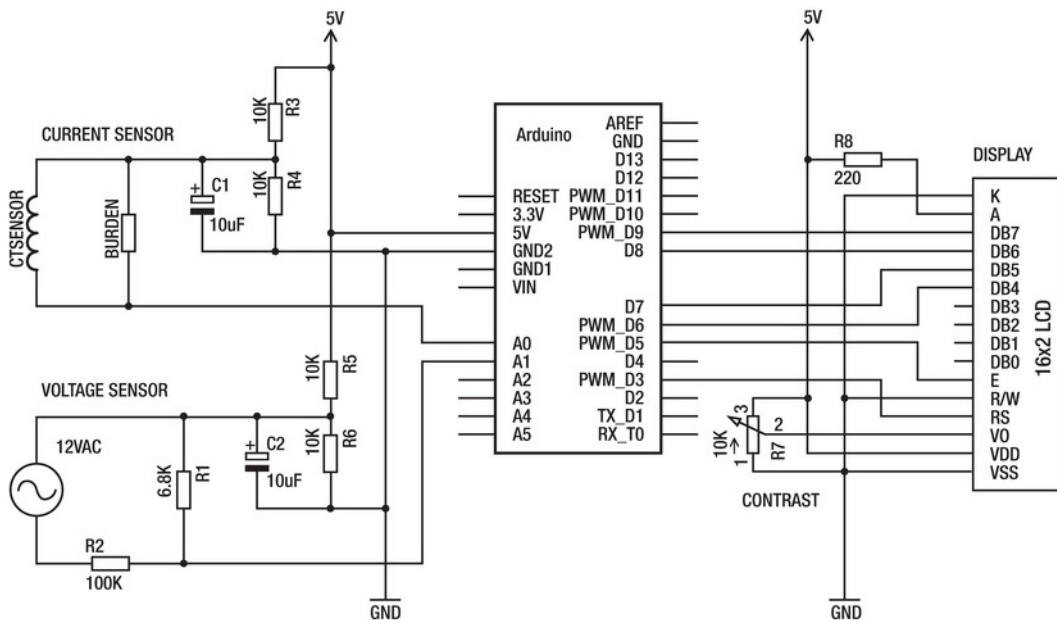 5V
5V
10K
R3
CURRENT SENSOR
10K
R4
C1
+
10uF
CTSENSOR
BURDEN
Arduino
RESET
3.3V
5V
GND2
GND1
VIN
A0
A1
A2
A3
A4
A5
AREF
GND
D13
D12
PWM_D11
PWM_D10
PWM_D9
D8
D7
PWM_D6
PWM_D5
D4
PWM_D3
D2
TX_D1
RX_T0
R8
220
DISPLAY
K
A
DB7
DB6
DB5
DB4
DB3
DB2
DB1
DB0
E
R/W
RS
VO
VDD
VSS
16x2 LCD
10K
R5
VOLTAGE SENSOR
12VAC
6.8K
R1
+
C2
10uF
10K
R6
R2
100K
10K
3
2
1
R7
CONTRAST
GND
GND